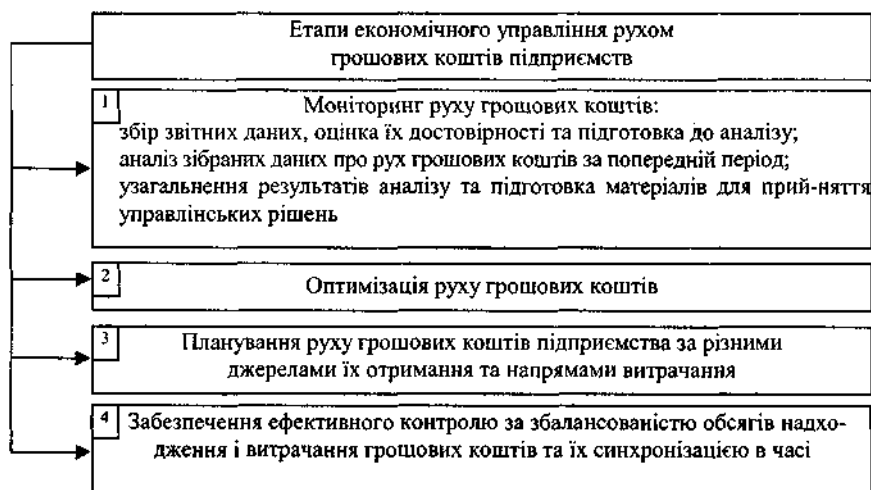 Етапи економічного управління рухом
грошових коштів підприємств
1
Моніторинг руху грошових коштів:
збір звітних даних, оцінка їх достовірності та підготовка до аналізу;
аналіз зібраних даних про рух грошових коштів за попередній період;
узагальнення результатів аналізу та підготовка матеріалів для прий-няття
управлінських рішень
2
Оптимізація руху грошових коштів
3
Планування руху грошових коштів підприємства за різними
джерелами їх отримання та напрямами витрачання
4
Забезпечення ефективного контролю за збалансованістю обсягів надхо-
дження і витрачання грошових коштів та їх синхронізацією в часі